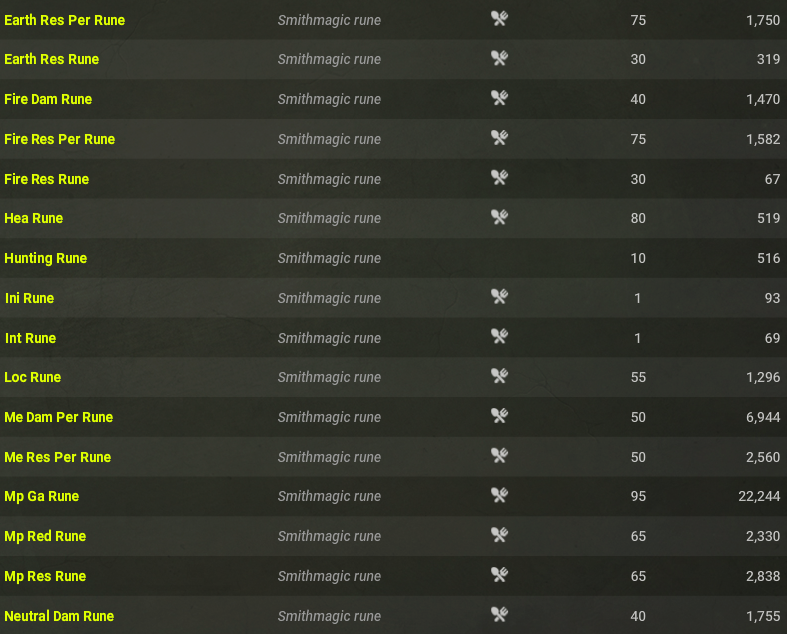 Earth Res Per Rune Smithmagic rune 75 1,750
Earth Res Rune Smithmagic rune 30 319
Fire Dam Rune Smithmagic rune 40 1,470
Fire Res Per Rune Smithmagic rune 75 1,582
Fire Res Rune Smithmagic rune 30 67
Hea Rune Smithmagic rune 80 519
Hunting Rune Smithmagic rune 10 516
Ini Rune Smithmagic rune 1 93
Int Rune Smithmagic rune 1 69
Loc Rune Smithmagic rune 55 1,296
Me Dam Per Rune Smithmagic rune 50 6,944
Me Res Per Rune Smithmagic rune 50 2,560
Mp Ga Rune Smithmagic rune 95 22,244
Mp Red Rune Smithmagic rune 65 2,330
Mp Res Rune Smithmagic rune 65 2,838
Neutral Dam Rune Smithmagic rune 40 1,755